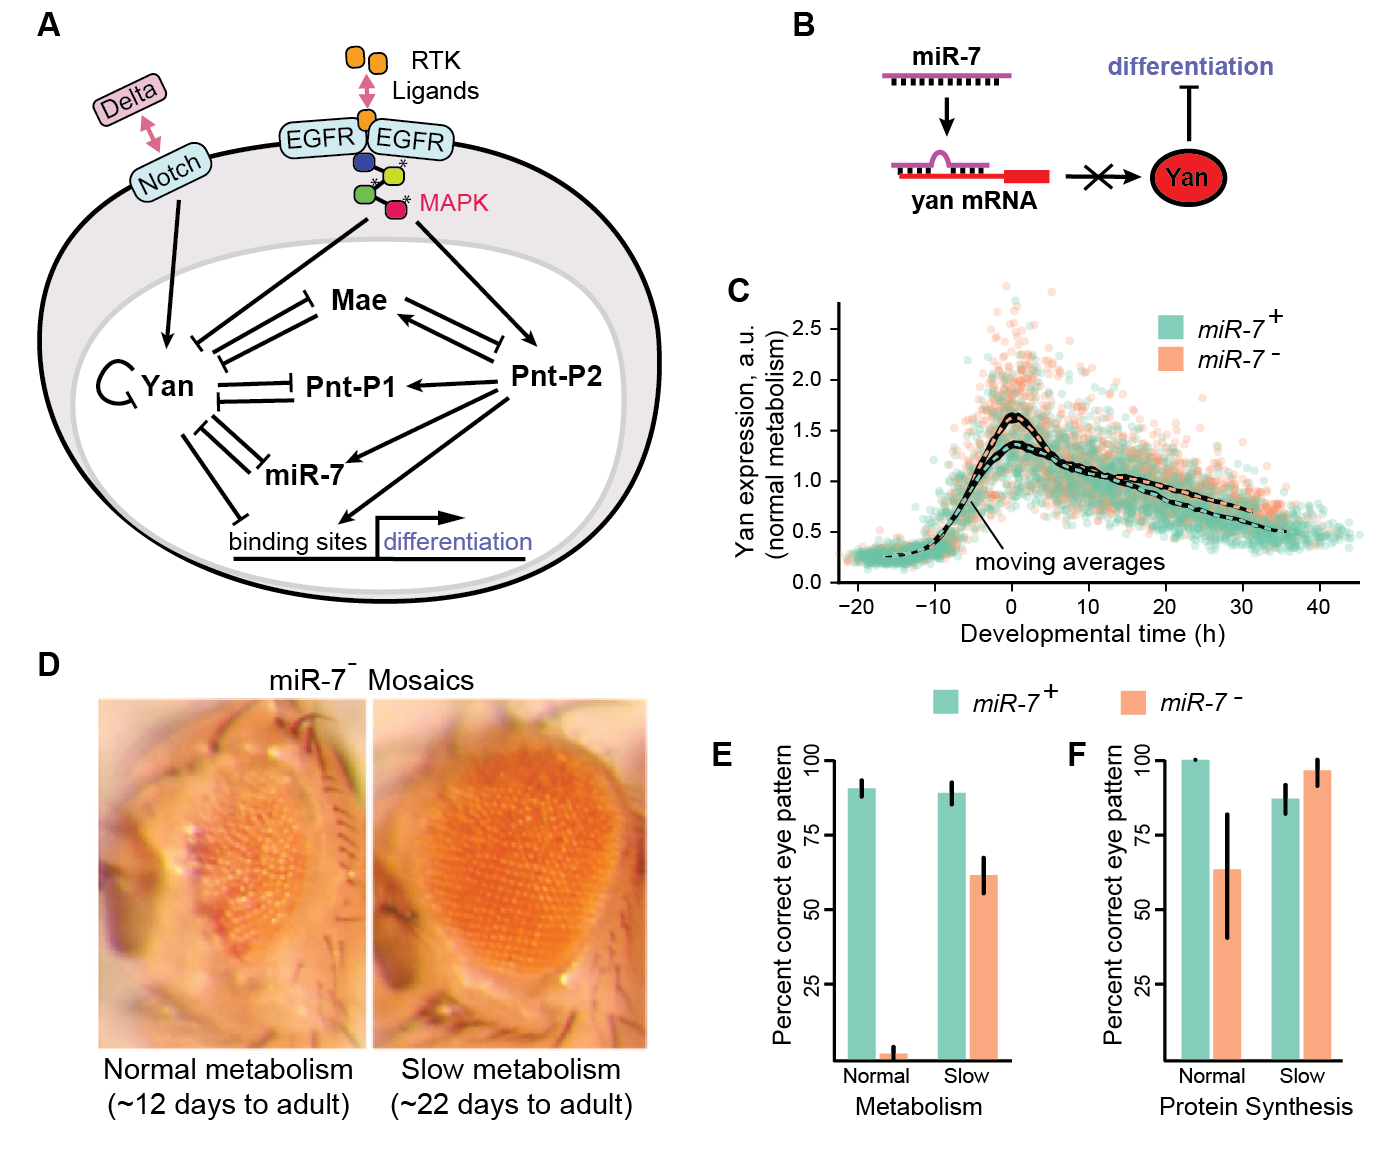 A
RTK
Ligands
Delta
Notch
EGFR
EGFR
*
*
*
MAPK
Mae
Yan
Pnt-P1
Pnt-P2
miR-7
binding sites
differentiation
B
miR-7
differentiation
yan mRNA
Yan
C
Yan expression, a.u.
(normal metabolism)
2.5
2.0
1.5
1.0
0.5
0.0
miR-7+
miR-7-
moving averages
−20 −10 0 10 20 30 40
Developmental time (h)
D
miR-7- Mosaics
Normal metabolism
(~12 days to adult)
Slow metabolism
(~22 days to adult)
miR-7+
miR-7-
E
Percent correct eye pattern
100
75
50
25
Normal Slow
Metabolism
F
Percent correct eye pattern
100
75
50
25
Normal Slow
Protein Synthesis